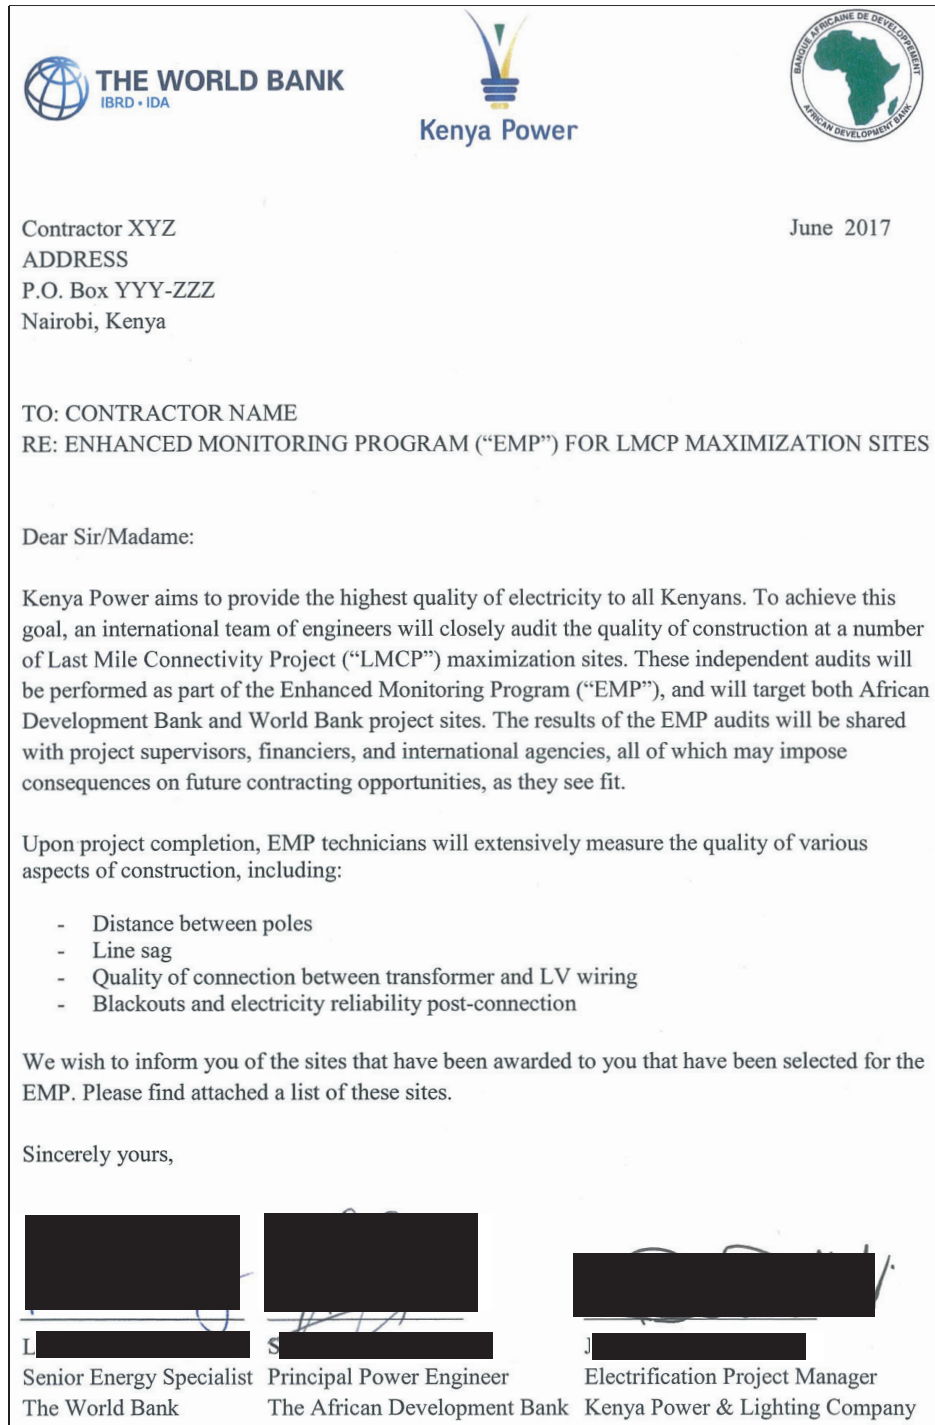 THE WORLD BANK
IBRD • IDA
Kenya Power
BANQUE AFRICAINE DE DEVELOPPEMENT
AFRICAN DEVELOPMENT BANK
Contractor XYZ
June 2017
ADDRESS
P.O. Box YYY-ZZZ
Nairobi, Kenya
TO: CONTRACTOR NAME
RE: ENHANCED MONITORING PROGRAM (“EMP”) FOR LMCP MAXIMIZATION SITES
Dear Sir/Madame:
Kenya Power aims to provide the highest quality of electricity to all Kenyans. To achieve this
goal, an international team of engineers will closely audit the quality of construction at a number
of Last Mile Connectivity Project (“LMCP”) maximization sites. These independent audits will
be performed as part of the Enhanced Monitoring Program (“EMP”), and will target both African
Development Bank and World Bank project sites. The results of the EMP audits will be shared
with project supervisors, financiers, and international agencies, all of which may impose
consequences on future contracting opportunities, as they see fit.
Upon project completion, EMP technicians will extensively measure the quality of various
aspects of construction, including:
- Distance between poles
- Line sag
- Quality of connection between transformer and LV wiring
- Blackouts and electricity reliability post-connection
We wish to inform you of the sites that have been awarded to you that have been selected for the
EMP. Please find attached a list of these sites.
Sincerely yours,
L S J
Senior Energy Specialist Principal Power Engineer Electrification Project Manager
The World Bank The African Development Bank Kenya Power & Lighting Company